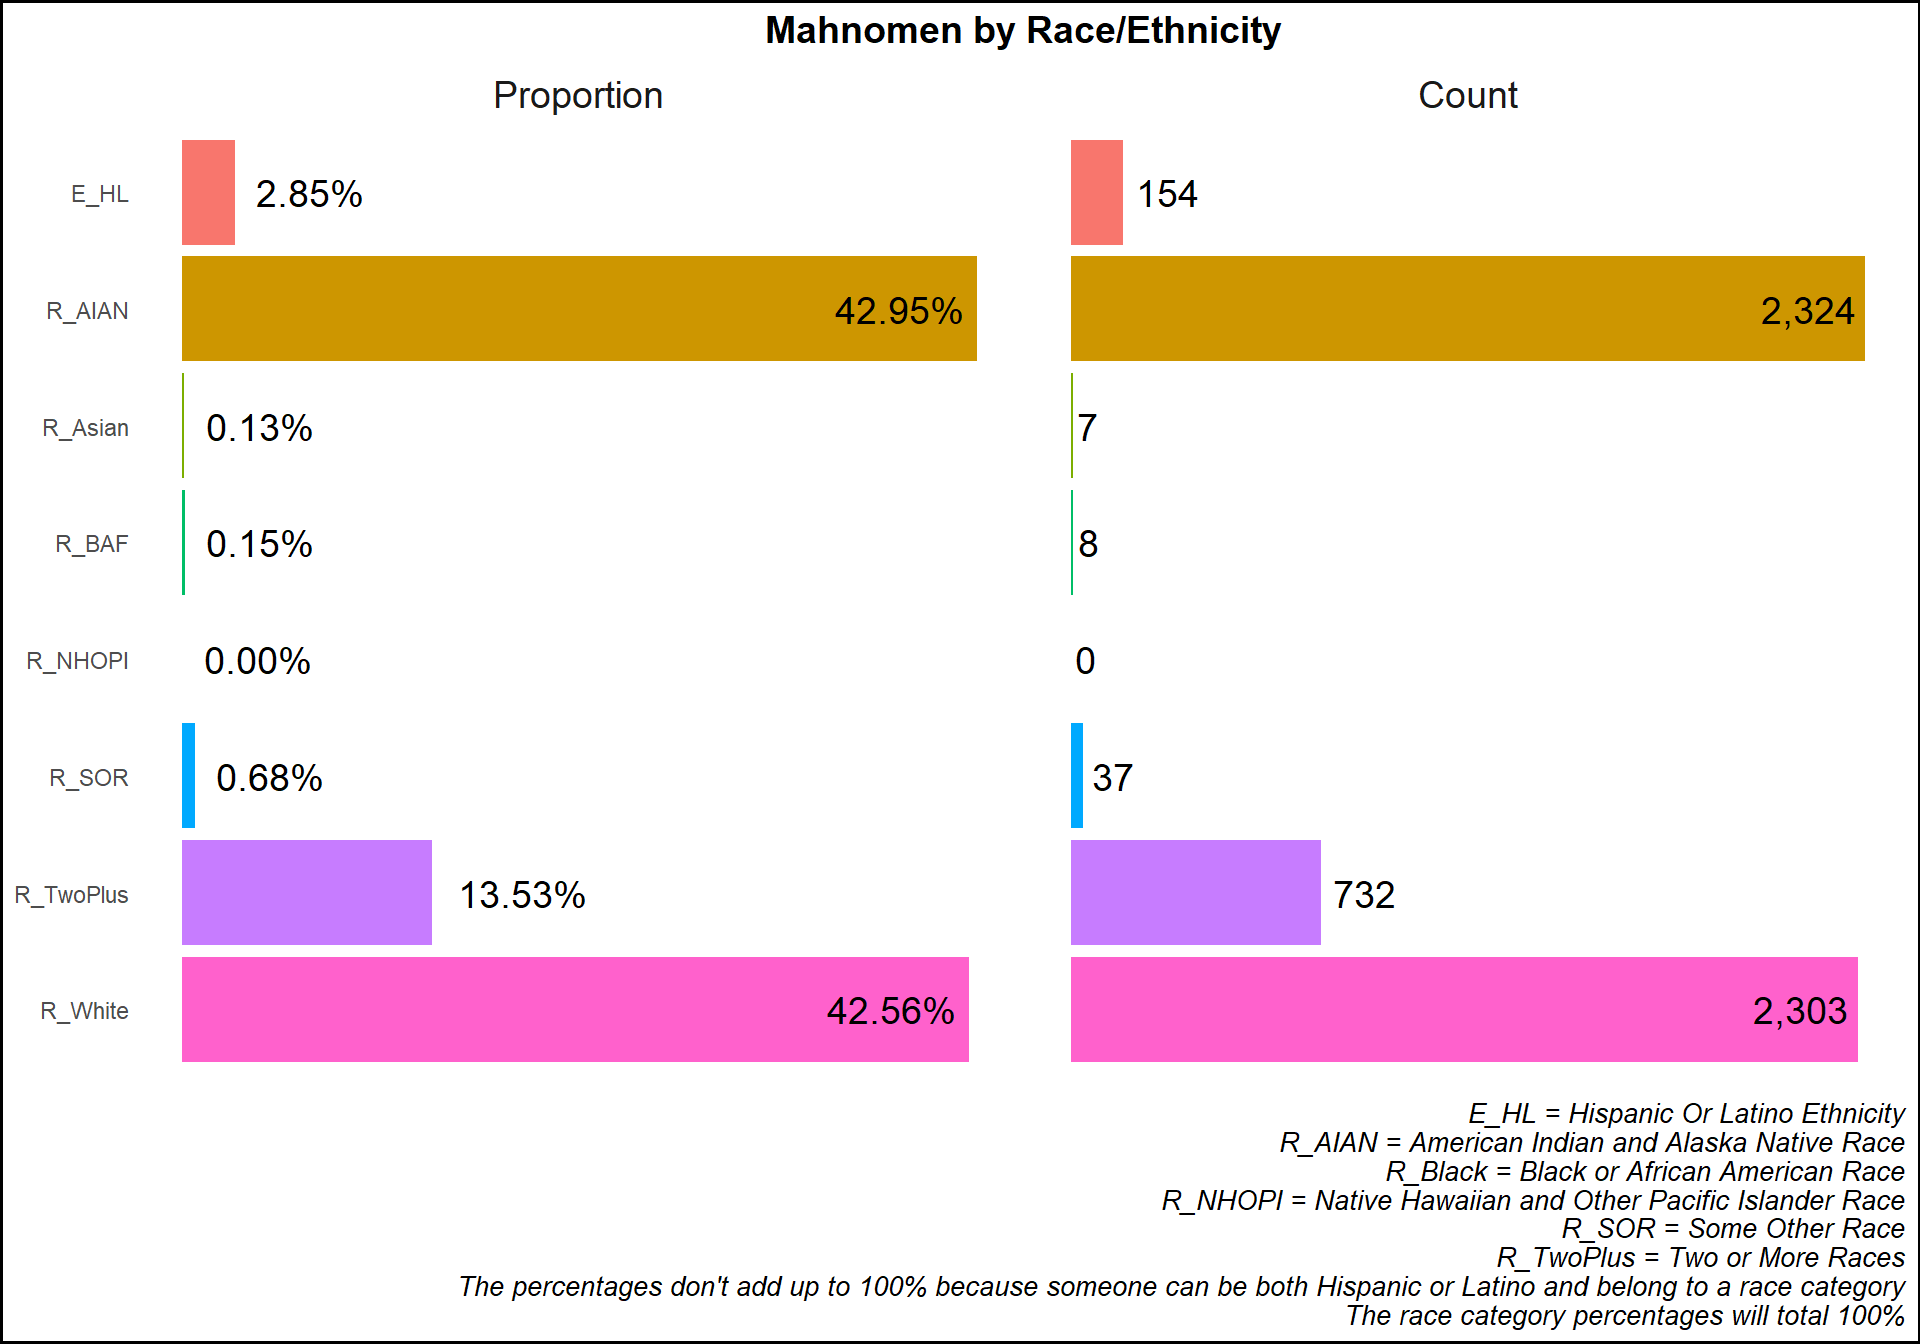 Mahnomen by Race/Ethnicity
Proportion
Count
E_HL 2.85% 154
R_AIAN 42.95% 2,324
R_Asian 0.13% 7
R_BAF 0.15% 8
R_NHOPI 0.00% 0
R_SOR 0.68% 37
R_TwoPlus 13.53% 732
R_White 42.56% 2,303
E_HL = Hispanic Or Latino Ethnicity
R_AIAN = American Indian and Alaska Native Race
R_Black = Black or African American Race
R_NHOPI = Native Hawaiian and Other Pacific Islander Race
R_SOR = Some Other Race
R_TwoPlus = Two or More Races
The percentages don't add up to 100% because someone can be both Hispanic or Latino and belong to a race category
The race category percentages will total 100%